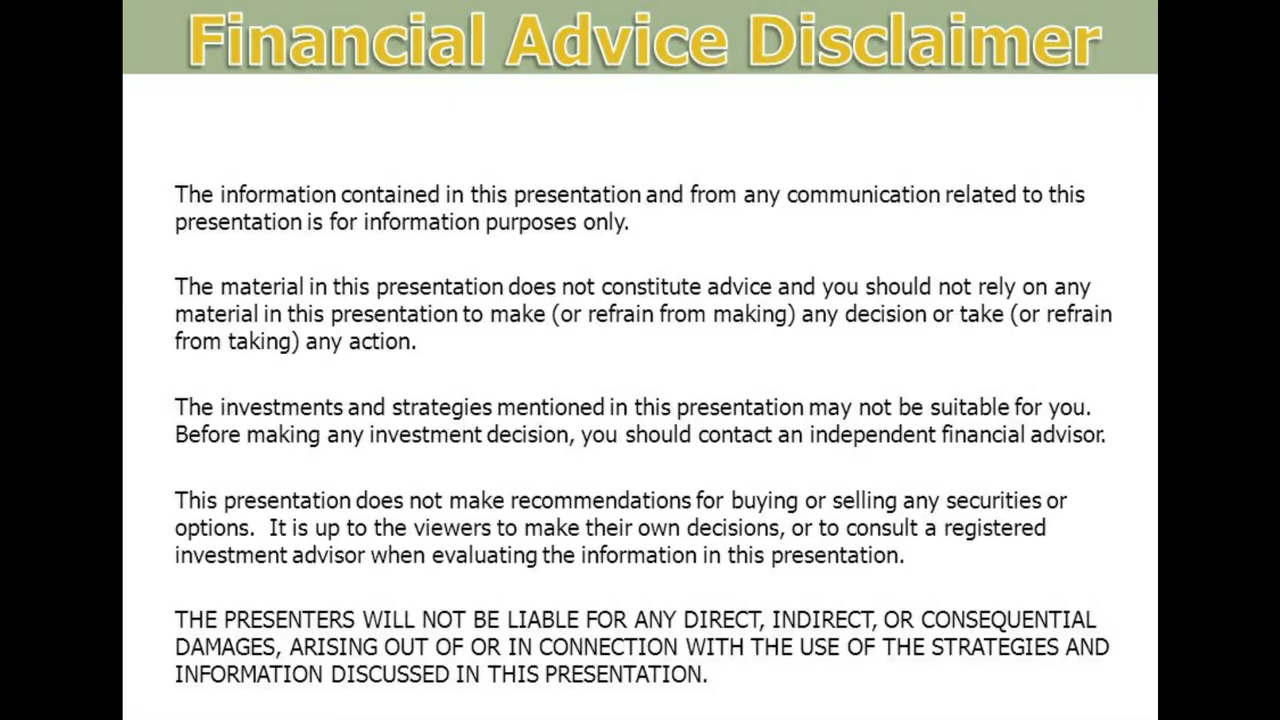 Financial Advice Disclaimer
The information contained in this presentation and from any communication related to this
presentation is for information purposes only.
The material in this presentation does not constitute advice and you should not rely on any
material in this presentation to make (or refrain from making) any decision or take (or refrain
from taking) any action.
The investments and strategies mentioned in this presentation may not be suitable for you.
Before making any investment decision, you should contact an independent financial advisor.
This presentation does not make recommendations for buying or selling any securities or
options.  It is up to the viewers to make their own decisions, or to consult a registered
investment advisor when evaluating the information in this presentation.
THE PRESENTERS WILL NOT BE LIABLE FOR ANY DIRECT, INDIRECT, OR CONSEQUENTIAL
DAMAGES, ARISING OUT OF OR IN CONNECTION WITH THE USE OF THE STRATEGIES AND
INFORMATION DISCUSSED IN THIS PRESENTATION.